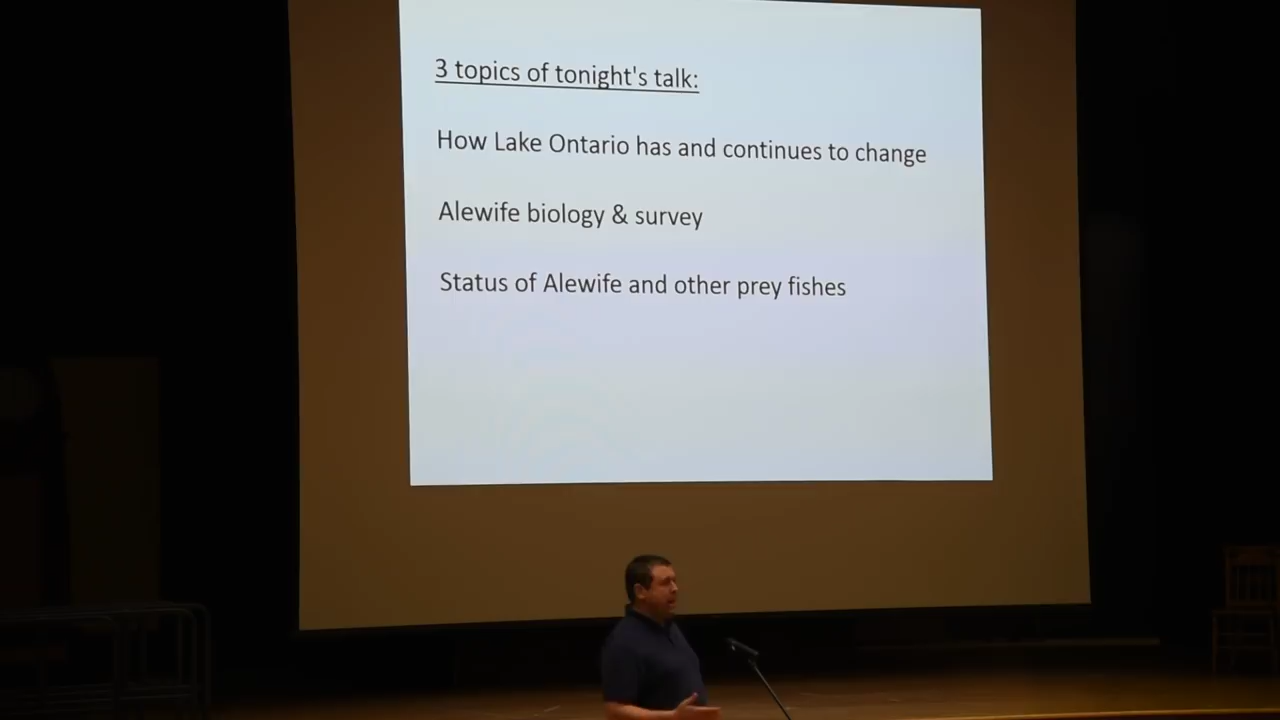 3 topics of tonight's talk:
How Lake Ontario has and continues to change
Alewife biology & survey
Status of Alewife and other prey fishes